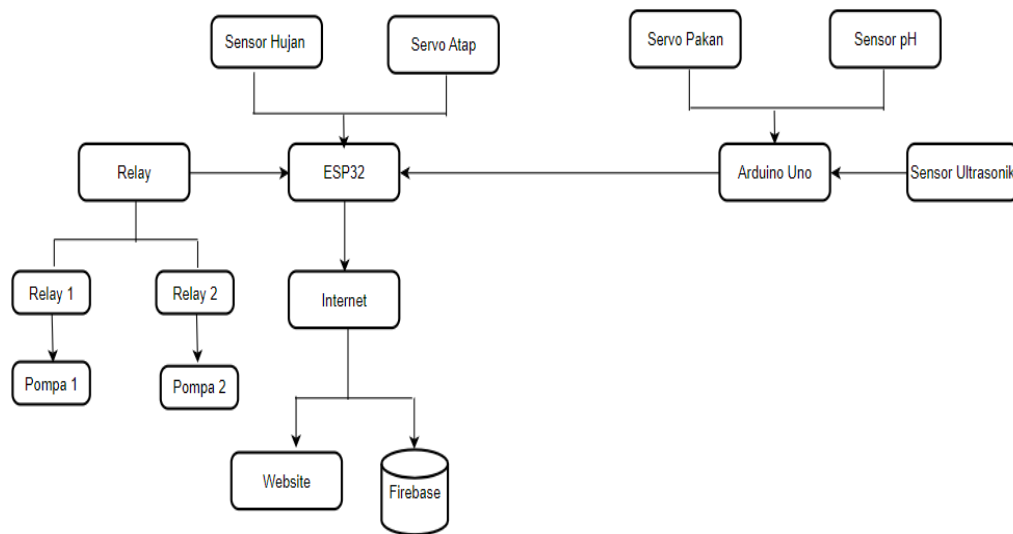 Sensor Hujan
Servo Atap
Servo Pakan
Sensor pH
Relay
ESP32
Arduino Uno
Sensor Ultrasonik
Relay 1
Relay 2
Internet
Pompa 1
Pompa 2
Website
Firebase